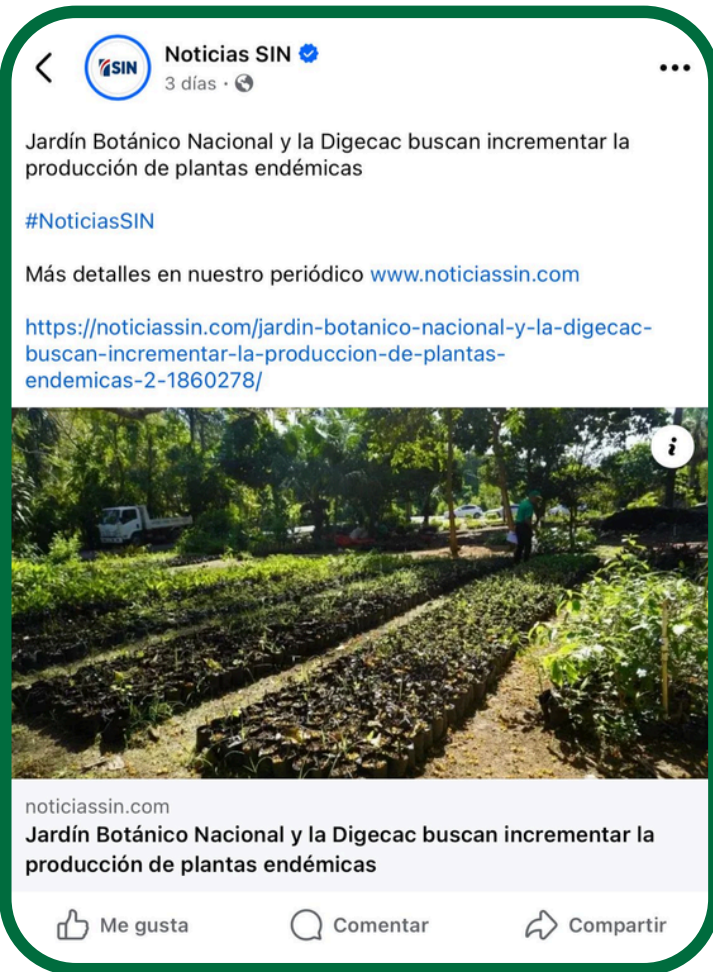 SIN
Noticias SIN
3 días ·
Jardín Botánico Nacional y la Digecac buscan incrementar la
producción de plantas endémicas
#NoticiasSIN
Más detalles en nuestro periódico www.noticiassin.com
https://noticiassin.com/jardin-botanico-nacional-y-la-digecac-
buscan-incrementar-la-produccion-de-plantas-
endemicas-2-1860278/
i
noticiassin.com
Jardín Botánico Nacional y la Digecac buscan incrementar la
producción de plantas endémicas
Me gusta Comentar Compartir